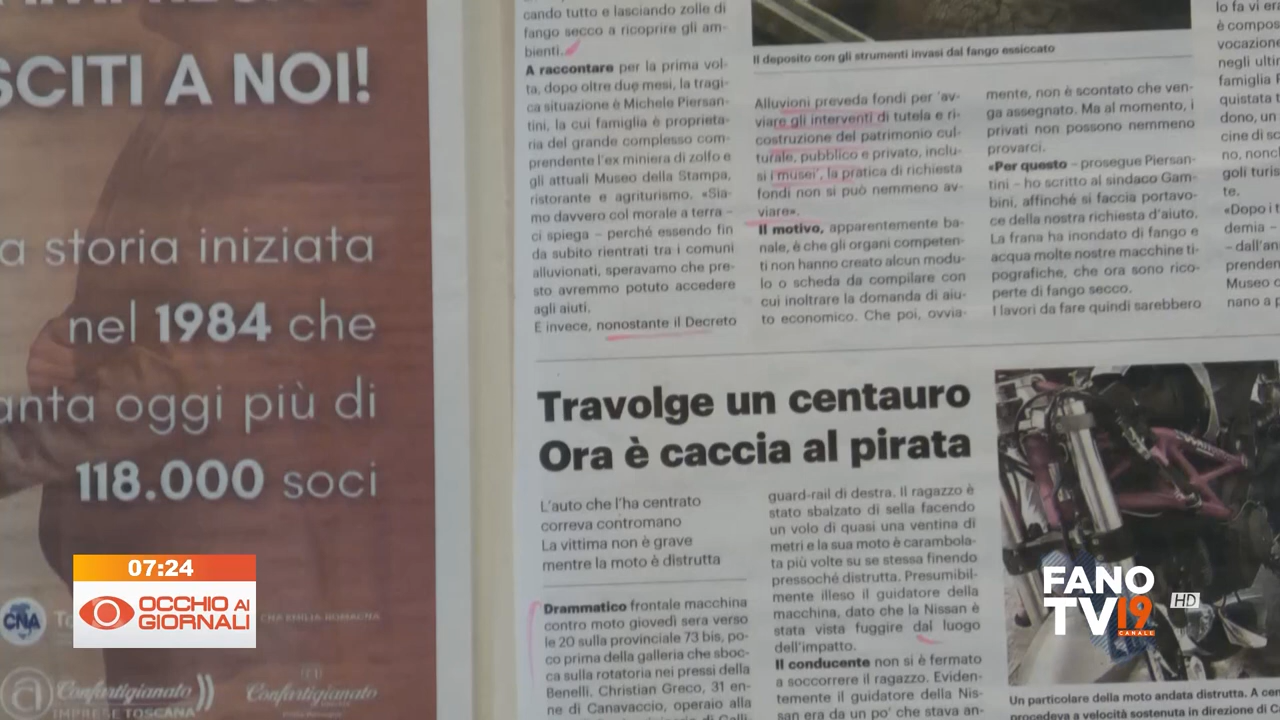 SCITI A NOI!
a storia iniziata
nel 1984 che
anta oggi più di
118.000 soci
CNA
CNA EMILIA ROMAGNA
Confartigianato
IMPRESE TOSCANA
Confartigianato
07:24
OCCHIO AI
GIORNALI
cando tutto e lasciando zolle di
fango secco a ricoprire gli am-
bienti.
A raccontare per la prima vol-
ta, dopo oltre due mesi, la tragi-
ca situazione è Michele Piersan-
tini, la cui famiglia è proprieta-
ria del grande complesso com-
prendente l'ex miniera di zolfo e
gli attuali Museo della Stampa,
ristorante e agriturismo. «Sia-
mo davvero col morale a terra –
ci spiega – perché essendo fin
da subito rientrati tra i comuni
alluvionati, speravamo che pre-
sto avremmo potuto accedere
agli aiuti.
E invece, nonostante il Decreto
Il deposito con gli strumenti invasi dal fango essiccato
Alluvioni preveda fondi per 'av-
viare gli interventi di tutela e ri-
costruzione del patrimonio cul-
turale, pubblico e privato, inclu-
si i musei', la pratica di richiesta
fondi non si può nemmeno av-
viare».
Il motivo, apparentemente ba-
nale, è che gli organi competen-
ti non hanno creato alcun modu-
lo o scheda da compilare con
cui inoltrare la domanda di aiu-
to economico. Che poi, ovvia-
mente, non è scontato che ven-
ga assegnato. Ma al momento, i
privati non possono nemmeno
provarci.
«Per questo – prosegue Piersan-
tini – ho scritto al sindaco Gam-
bini, affinché si faccia portavo-
ce della nostra richiesta d'aiuto.
La frana ha inondato di fango e
acqua molte nostre macchine ti-
pografiche, che ora sono rico-
perte di fango secco.
I lavori da fare quindi sarebbero
lo fa vi er
è compos
vocazione
negli ultin
famiglia h
quistata t
dono, un
cine di so
no, nonch
goli turis
te.
«Dopo i t
demia –
– dall'an
prenden
Museo c
nano a p
Travolge un centauro
Ora è caccia al pirata
L'auto che l'ha centrato
correva contromano
La vittima non è grave
mentre la moto è distrutta
Drammatico frontale macchina
contro moto giovedì sera verso
le 20 sulla provinciale 73 bis, po-
co prima della galleria che sboc-
ca sulla rotatoria nei pressi della
Benelli. Christian Greco, 31 en-
ne di Canavaccio, operaio alla
guard-rail di destra. Il ragazzo è
stato sbalzato di sella facendo
un volo di quasi una ventina di
metri e la sua moto è carambola-
ta più volte su se stessa finendo
pressoché distrutta. Presumibil-
mente illeso il guidatore della
macchina, dato che la Nissan è
stata vista fuggire dal luogo
dell'impatto.
Il conducente non si è fermato
a soccorrere il ragazzo. Eviden-
temente il guidatore della Nis-
san era da un po' che stava an-
Un particolare della moto andata distrutta. A cen
procedeva a velocità sostenuta in direzione di C
FANO
TV19
CANALE
HD